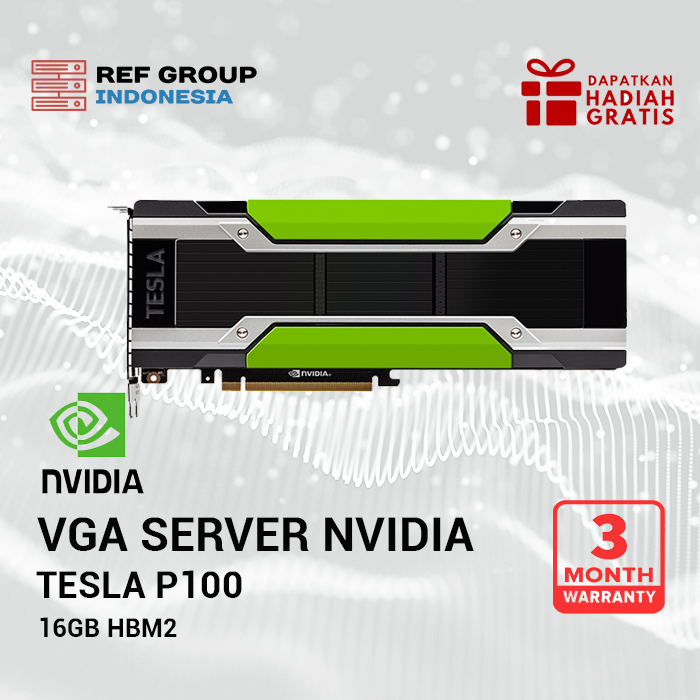 REF GROUP
INDONESIA
DAPATKAN
HADIAH
GRATIS
TESLA
NVIDIA
NVIDIA
VGA SERVER NVIDIA
TESLA P100
16GB HBM2
3
MONTH
WARRANTY